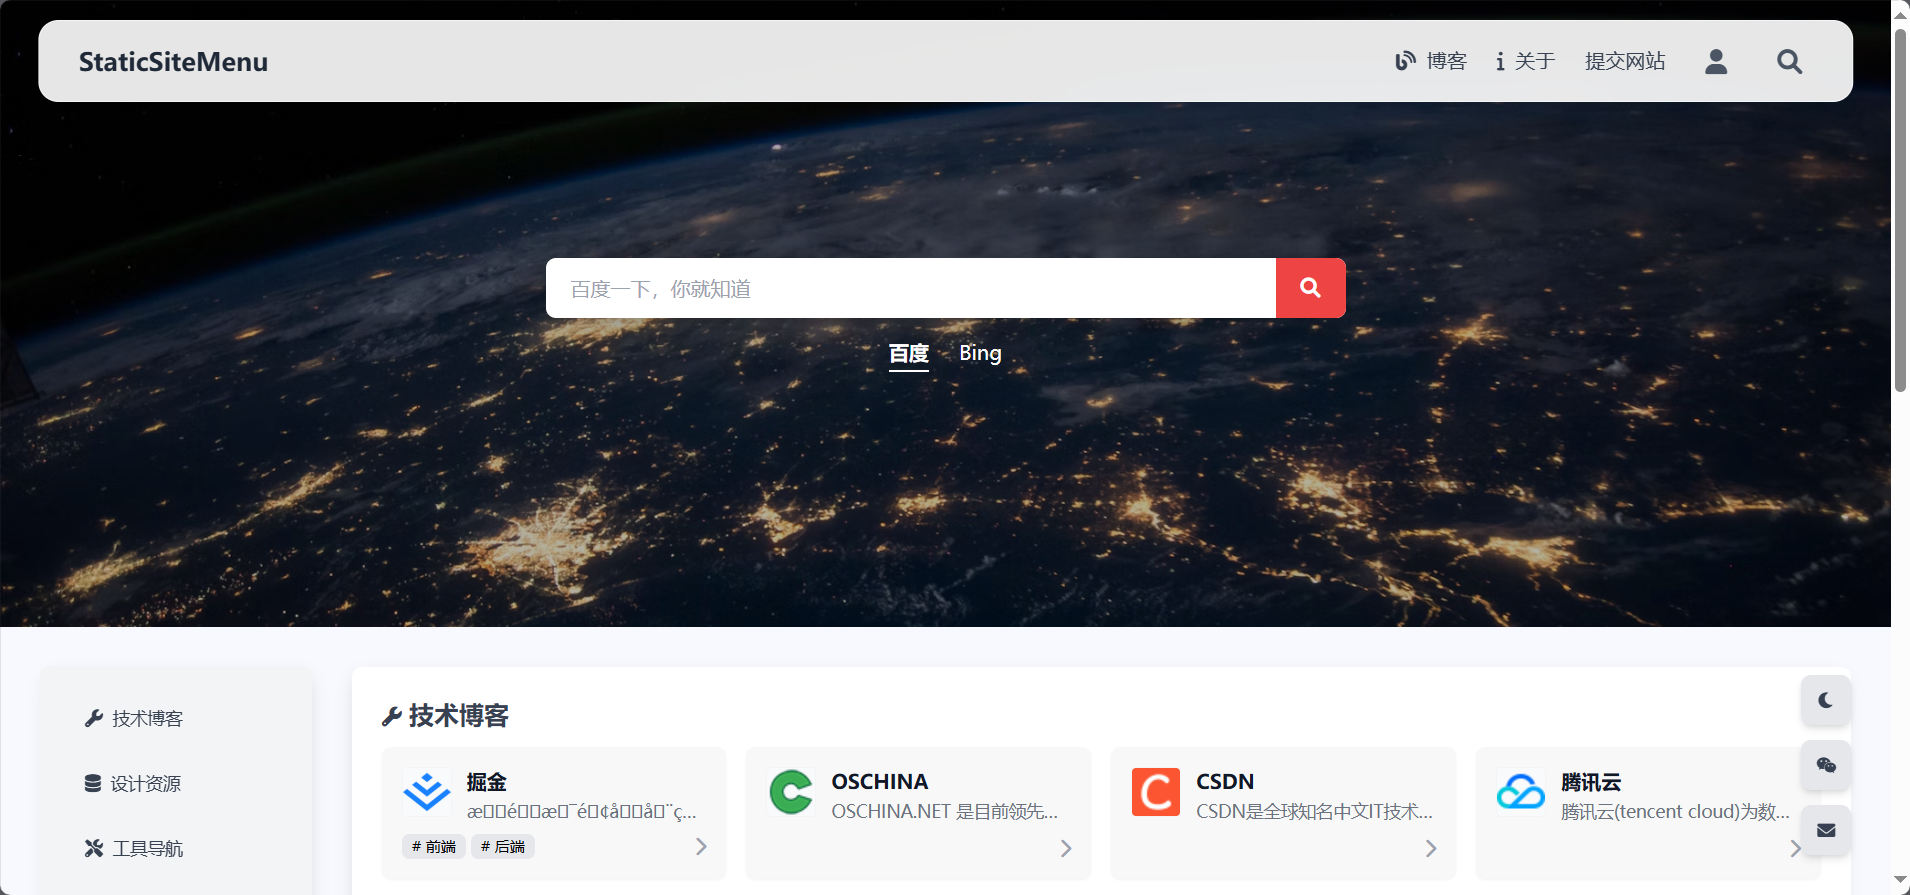 StaticSiteMenu
博客
关于
提交网站
百度一下，你就知道
百度
Bing
技术博客
设计资源
工具导航
技术博客
掘金
# 前端
# 后端
OSCHINA
OSCHINA.NET 是目前领先...
CSDN
CSDN是全球知名中文IT技术...
腾讯云
腾讯云(tencent cloud)为数...